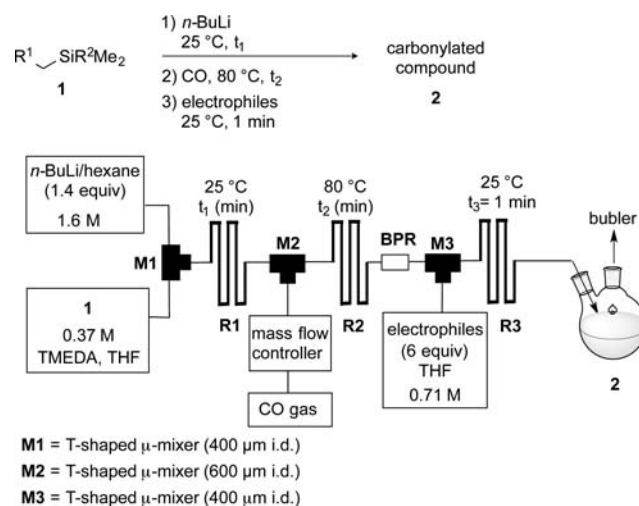 1) n-BuLi
25 °C, t₁
R¹ SiR²Me₂
1
2) CO, 80 °C, t₂
3) electrophiles
25 °C, 1 min
carbonylated
compound
2
n-BuLi/hexane
(1.4 equiv)
1.6 M
25 °C
t₁ (min)
80 °C
t₂ (min)
25 °C
t₃= 1 min
bubler
M1
M2
BPR
M3
1
0.37 M
TMEDA, THF
R1
R2
R3
mass flow
controller
CO gas
electrophiles
(6 equiv)
THF
0.71 M
2
M1 = T-shaped μ-mixer (400 μm i.d.)
M2 = T-shaped μ-mixer (600 μm i.d.)
M3 = T-shaped μ-mixer (400 μm i.d.)